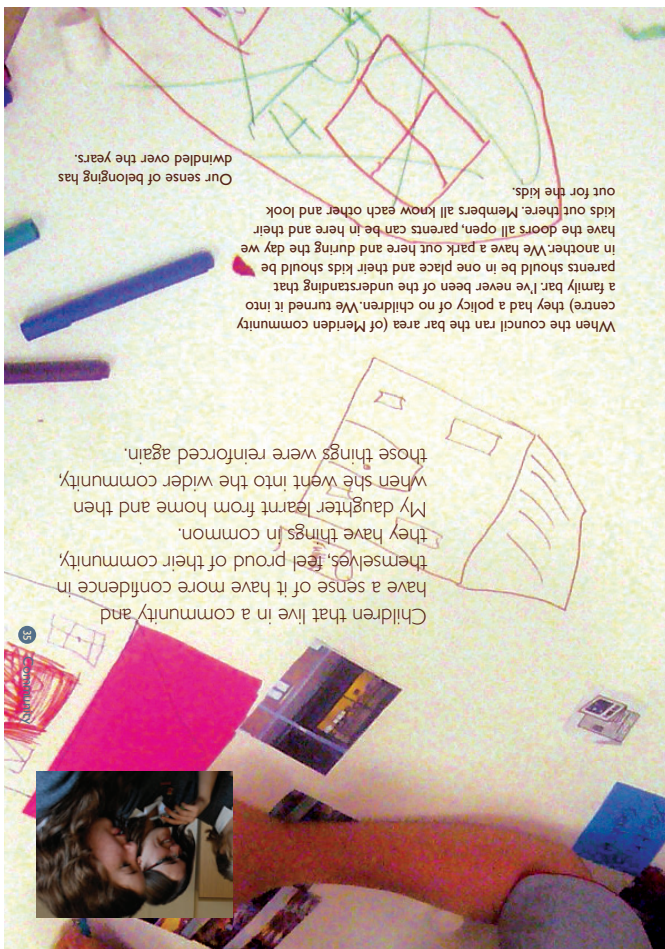 Community
35
Children that live in a community and
have a sense of it have more confidence in
themselves, feel proud of their community,
they have things in common.
My daughter learnt from home and then
when she went into the wider community,
those things were reinforced again.
When the council ran the bar area (of Meriden community
centre) they had a policy of no children. We turned it into
a family bar. I've never been of the understanding that
parents should be in one place and their kids should be
in another. We have a park out here and during the day we
have the doors all open, parents can be in here and their
kids out there. Members all know each other and look
out for the kids.
Our sense of belonging has
dwindled over the years.